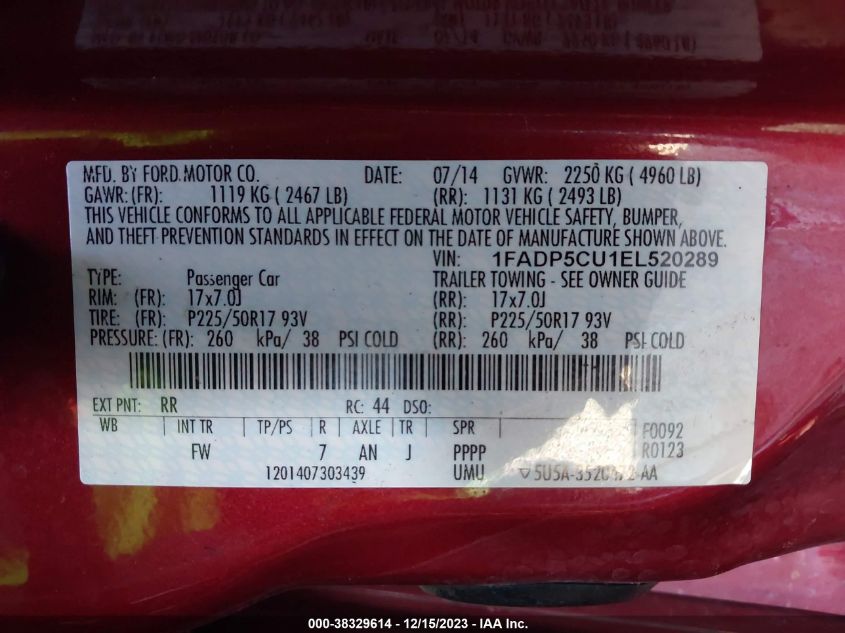 MFD. BY FORD MOTOR CO. DATE: 07/14 GVWR: 2250 KG ( 4960 LB)
GAWR: (FR): 1119 KG ( 2467 LB) (RR): 1131 KG ( 2493 LB)
THIS VEHICLE CONFORMS TO ALL APPLICABLE FEDERAL MOTOR VEHICLE SAFETY, BUMPER,
AND THEFT PREVENTION STANDARDS IN EFFECT ON THE DATE OF MANUFACTURE SHOWN ABOVE.
VIN: 1FADP5CU1EL520289
TYPE: Passenger Car TRAILER TOWING - SEE OWNER GUIDE
RIM: (FR): 17x7.0J (RR): 17x7.0J
TIRE: (FR): P225/50R17 93V (RR): P225/50R17 93V
PRESSURE: (FR): 260 kPa/ 38 PSI COLD (RR): 260 kPa/ 38 PSI COLD
EXT PNT: RR RC: 44 DSO:
WB INT TR TP/PS R AXLE TR SPR F0092
FW 7 AN J PPPP R0123
1201407303439 UMU
000-38329614 - 12/15/2023 - IAA Inc.